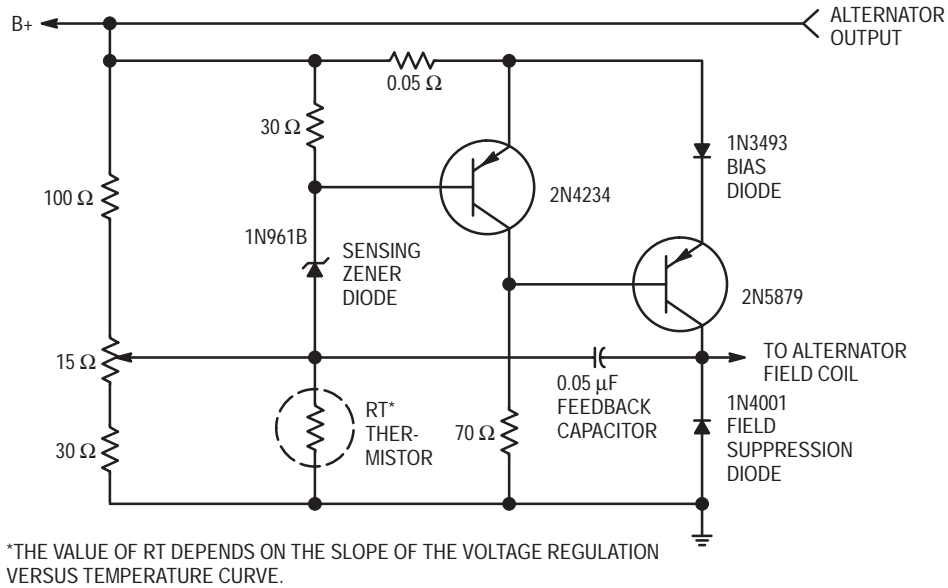 B+
ALTERNATOR
OUTPUT
0.05 Ω
30 Ω
1N3493
BIAS
DIODE
100 Ω
2N4234
1N961B
SENSING
ZENER
DIODE
2N5879
15 Ω
TO ALTERNATOR
FIELD COIL
0.05 µF
FEEDBACK
CAPACITOR
1N4001
FIELD
SUPPRESSION
DIODE
RT*
THER-
MISTOR
70 Ω
30 Ω
*THE VALUE OF RT DEPENDS ON THE SLOPE OF THE VOLTAGE REGULATION
VERSUS TEMPERATURE CURVE.